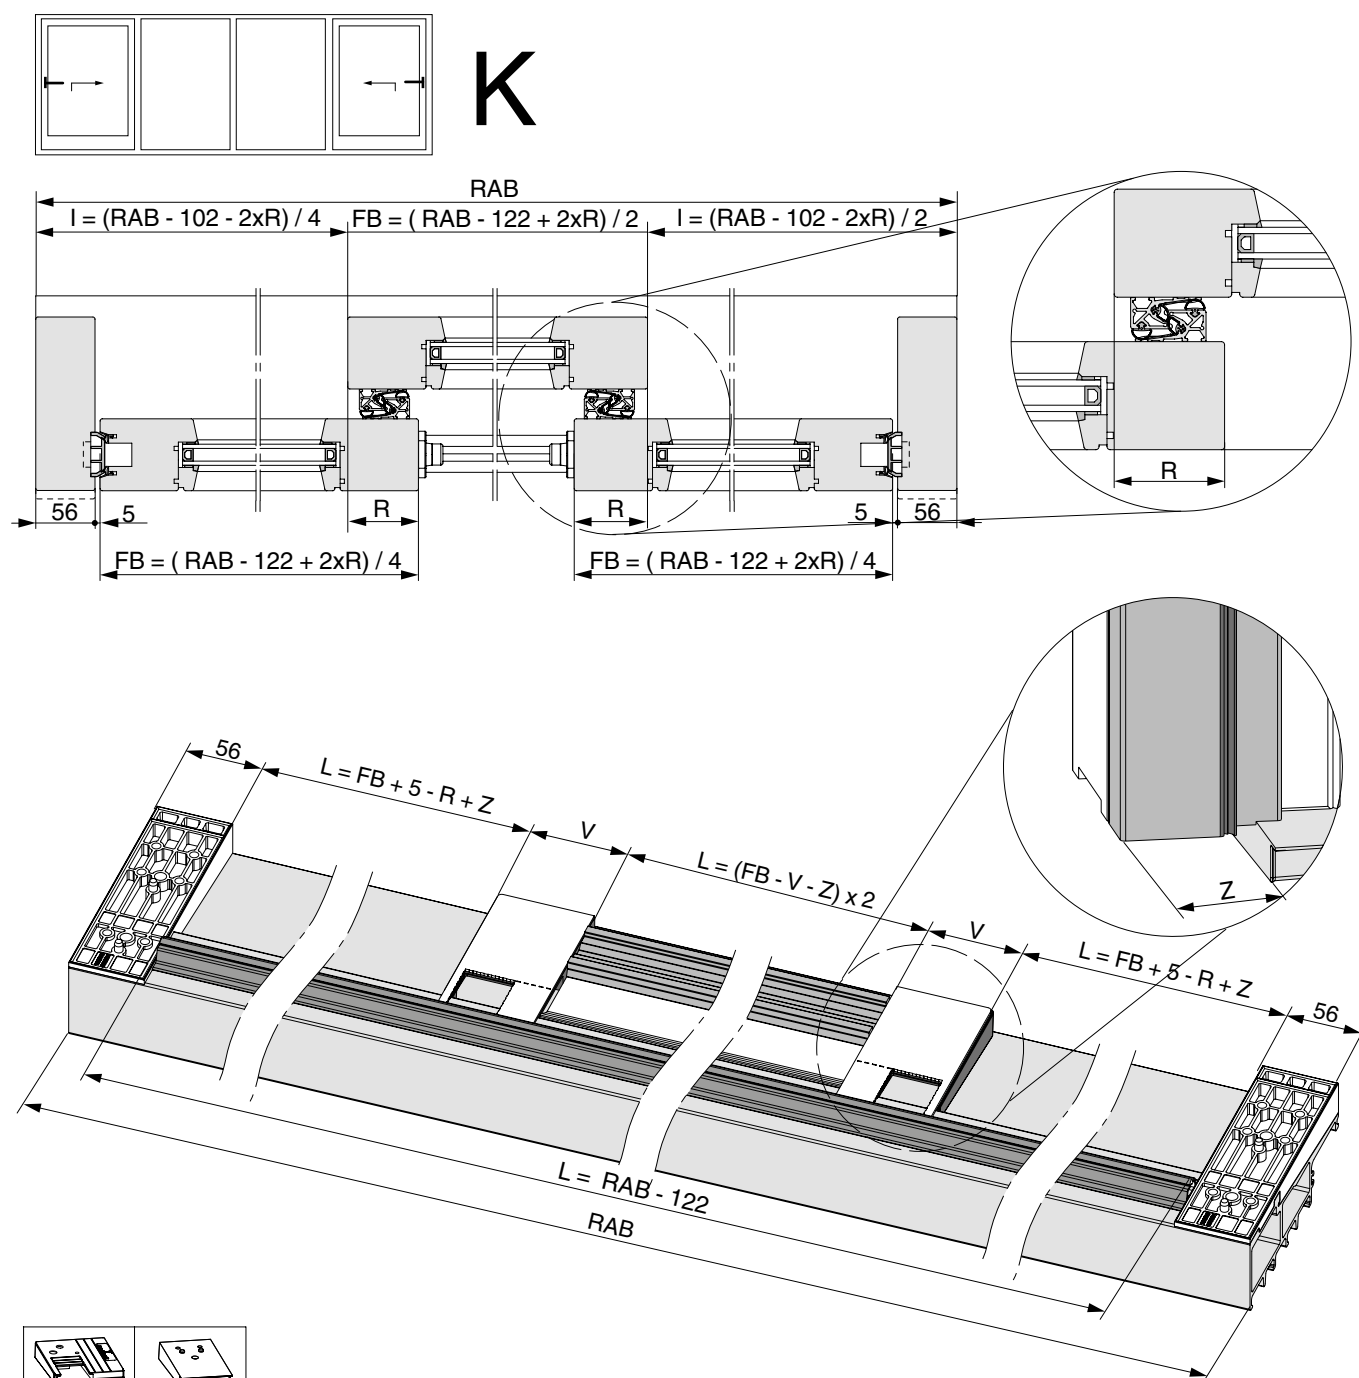 K
RAB
I = (RAB - 102 - 2xR) / 4
FB = ( RAB - 122 + 2xR) / 2
I = (RAB - 102 - 2xR) / 2
R
56
5
R
R
5
56
FB = ( RAB - 122 + 2xR) / 4
FB = ( RAB - 122 + 2xR) / 4
56
L = FB + 5 - R + Z
V
L = (FB - V - Z) x 2
V
L = FB + 5 - R + Z
56
Z
L = RAB - 122
RAB